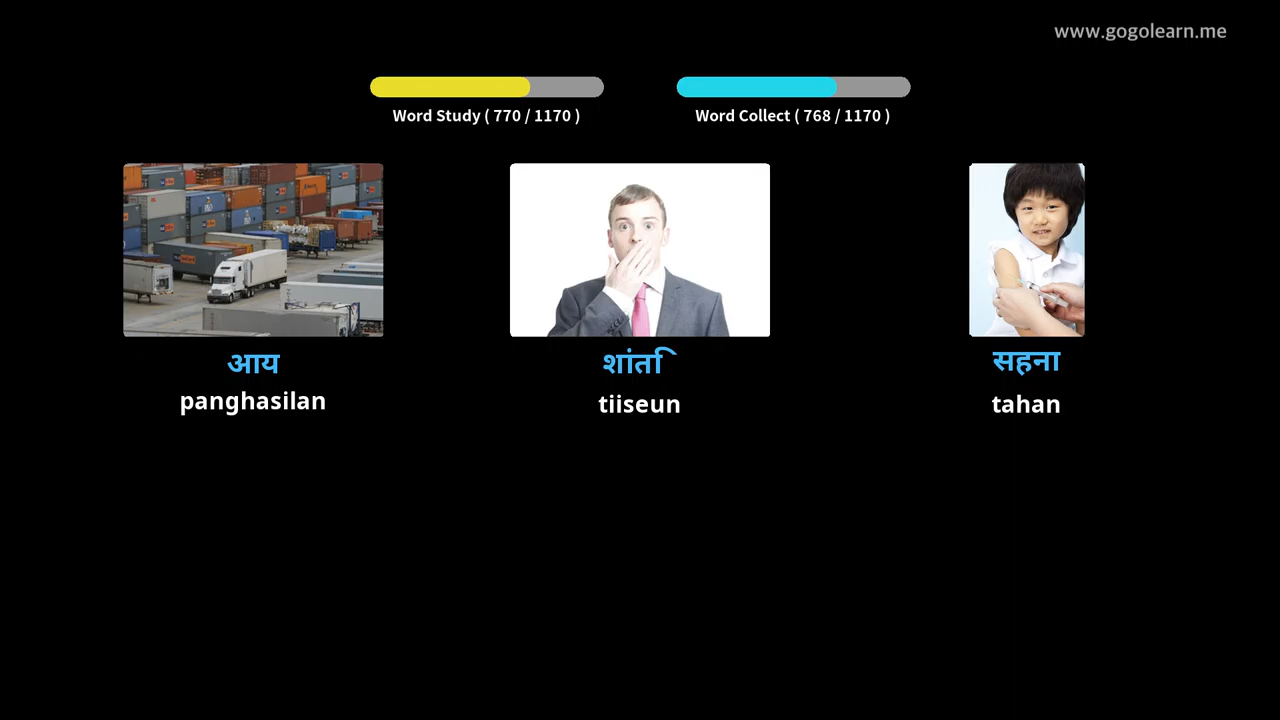 www.gogolearn.me
Word Study ( 770 / 1170 )
Word Collect ( 768 / 1170 )
आय
शांति
सहना
panghasilan
tiiseun
tahan